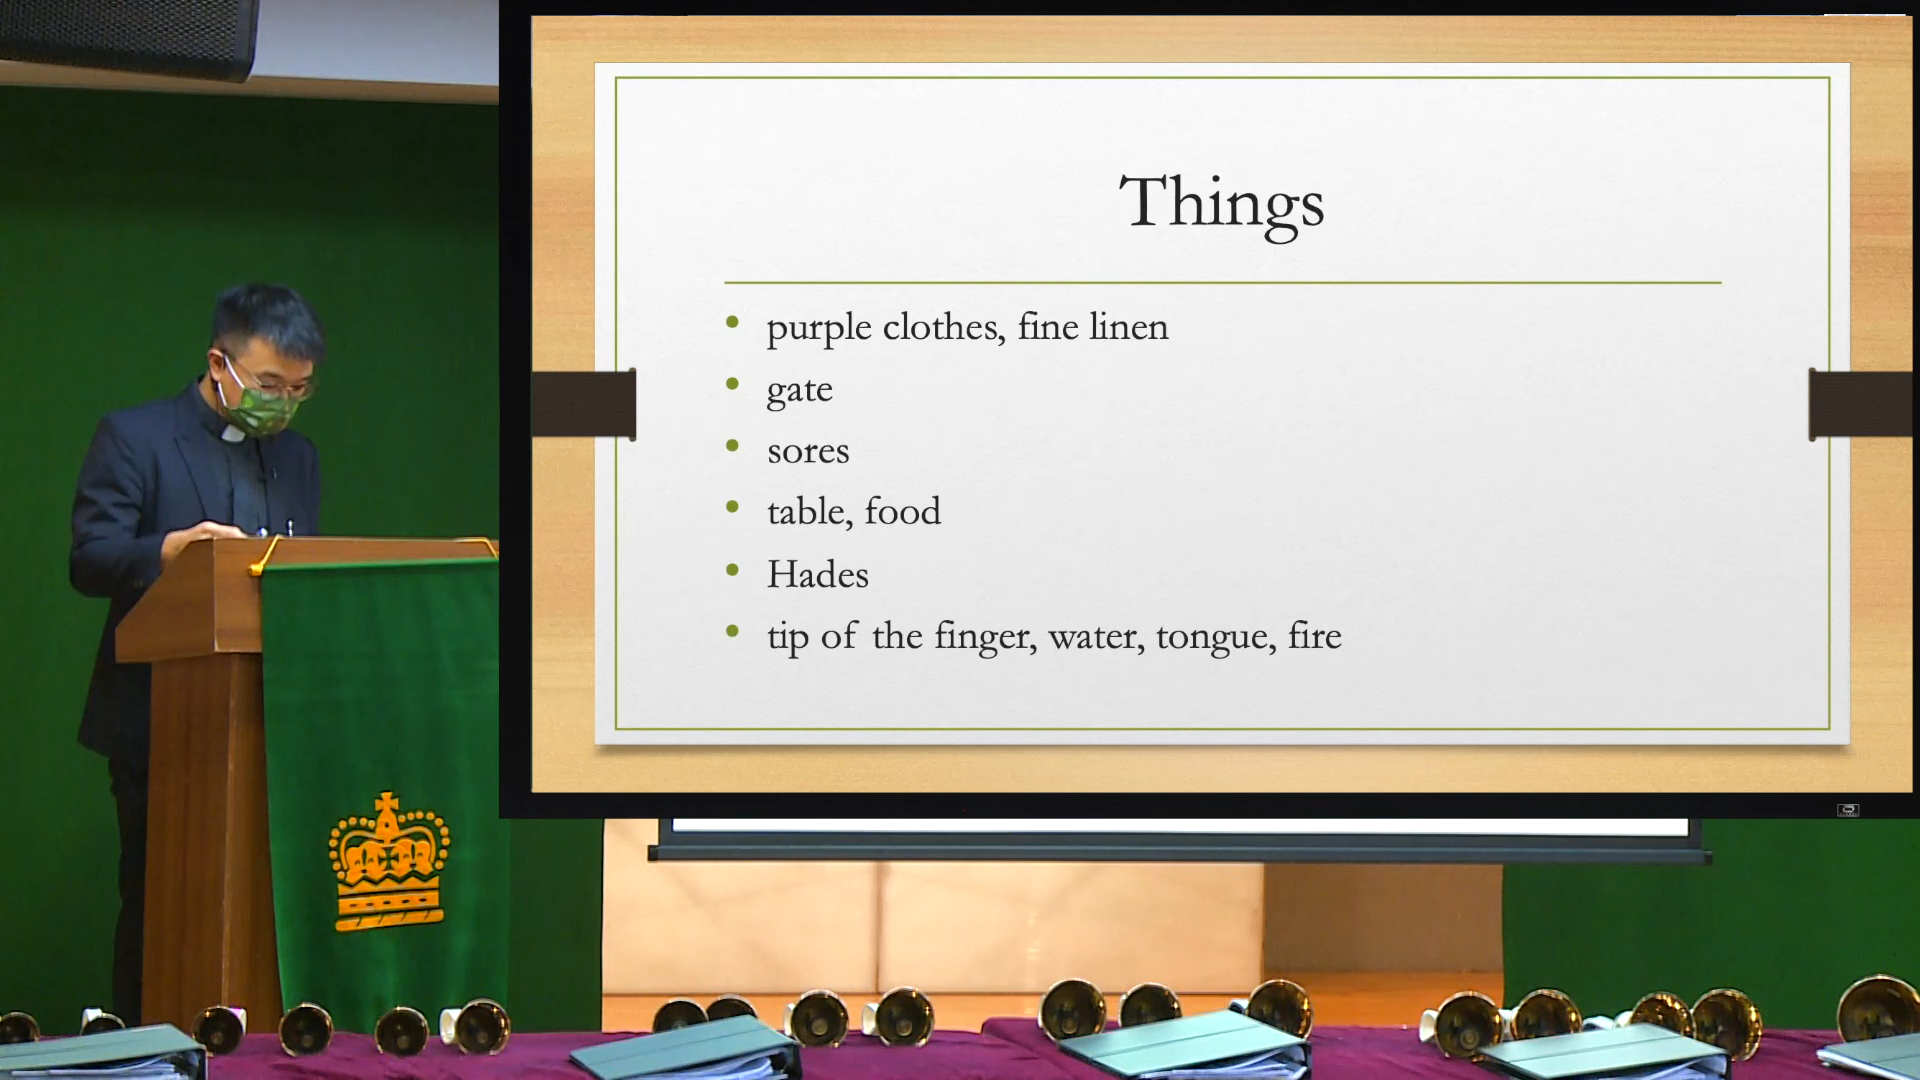 Things
purple clothes, fine linen
gate
sores
table, food
Hades
tip of the finger, water, tongue, fire